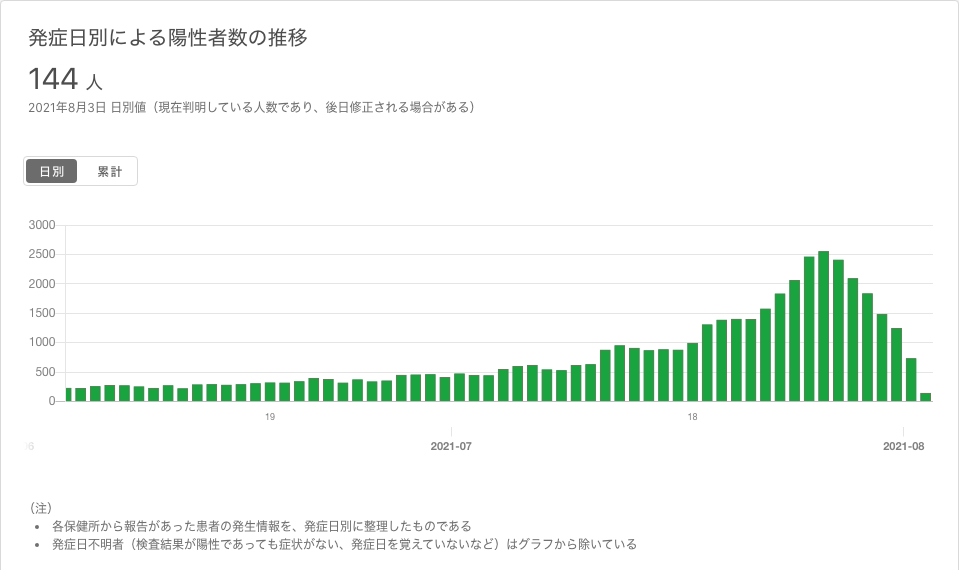 発症日別による陽性者数の推移
144 人
2021年8月3日 日別値（現在判明している人数であり、後日修正される場合がある）
日別 累計
3000
2500
2000
1500
1000
500
0
19 18
2021-07 2021-08
（注）
• 各保健所から報告があった患者の発生情報を、発症日別に整理したものである
• 発症日不明者（検査結果が陽性であっても症状がない、発症日を覚えていないなど）はグラフから除いている